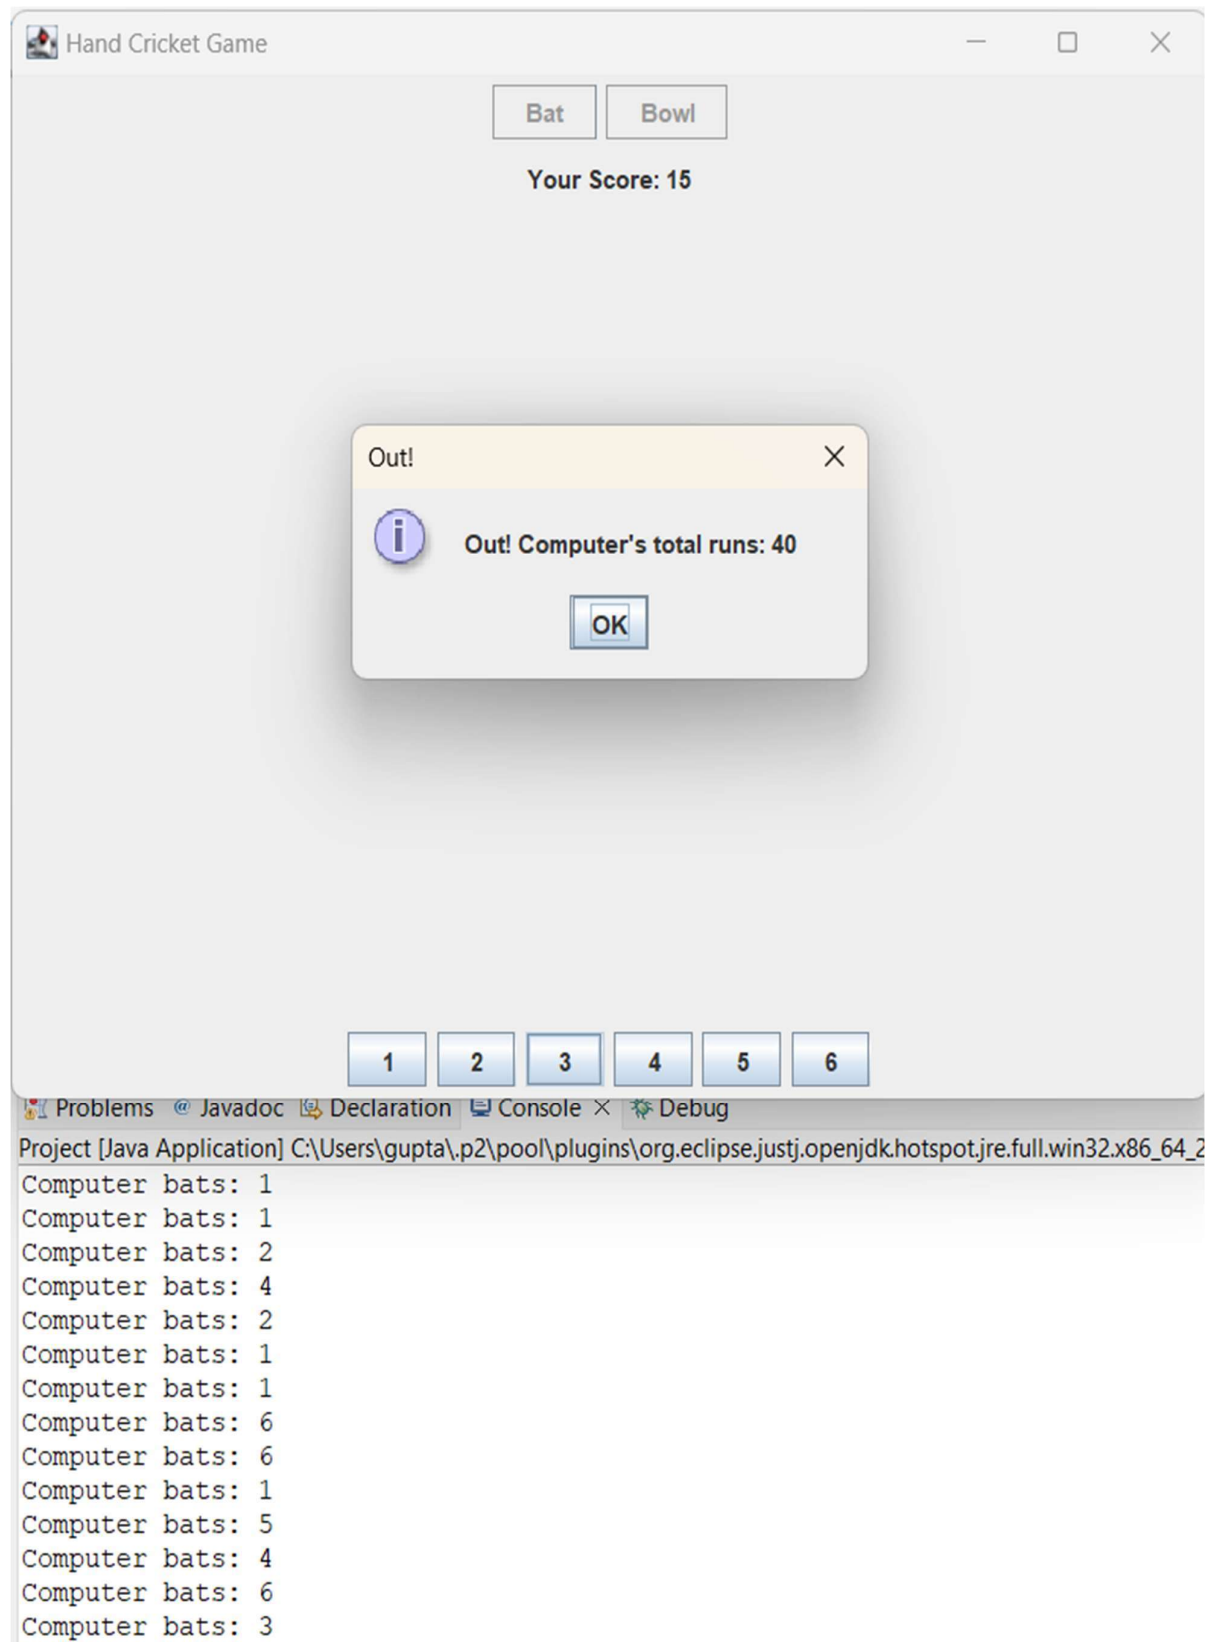 Hand Cricket Game
Bat Bowl
Your Score: 15
Out!
Out! Computer's total runs: 40
OK
1 2 3 4 5 6
Problems @ Javadoc Declaration Console × Debug
Project [Java Application] C:\Users\gupta\.p2\pool\plugins\org.eclipse.justj.openjdk.hotspot.jre.full.win32.x86_64_2
Computer bats: 1
Computer bats: 1
Computer bats: 2
Computer bats: 4
Computer bats: 2
Computer bats: 1
Computer bats: 1
Computer bats: 6
Computer bats: 6
Computer bats: 1
Computer bats: 5
Computer bats: 4
Computer bats: 6
Computer bats: 3